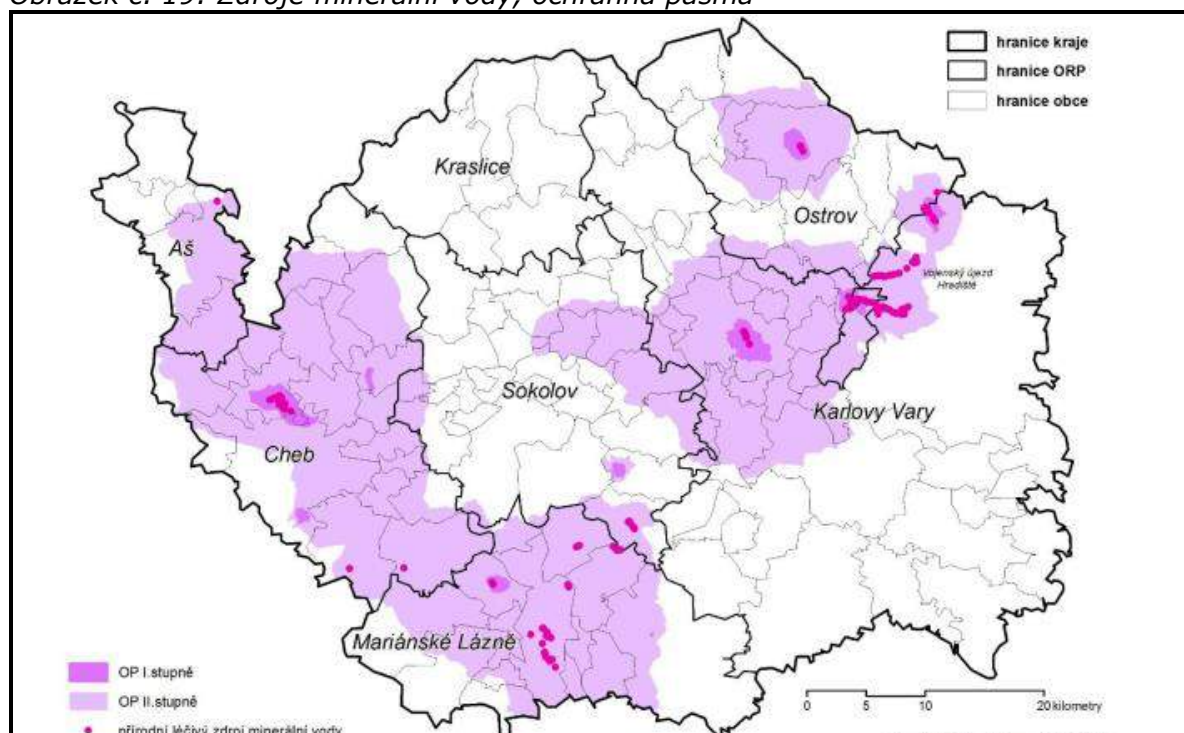 Obrázek č. 19: Zdroje minerální vody, ochranná pásma
hranice kraje
hranice ORP
hranice obce
Kraslice
Ostrov
Aš
Vojenský újezd
Hradiště
Sokolov
Karlovy Vary
Cheb
Mariánské Lázně
OP I.stupně
OP II.stupně
přírodní léčivý zdroj minerální vody
0 5 10 20 kilometry